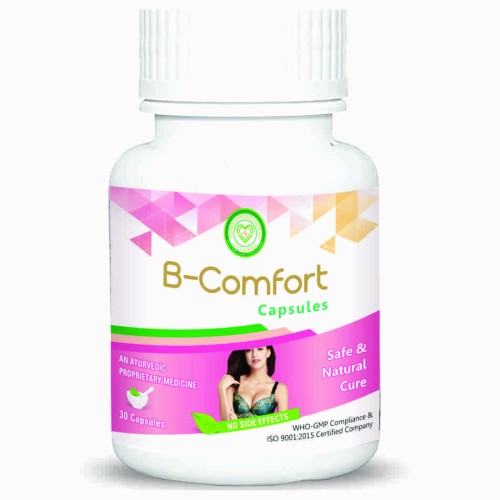 B-Comfort
Capsules
AN AYURVEDIC
PROPRIETARY MEDICINE
30 Capsules
Safe &
Natural
Cure
NO SIDE EFFECTS
WHO-GMP Compliance &
ISO 9001:2015 Certified Company